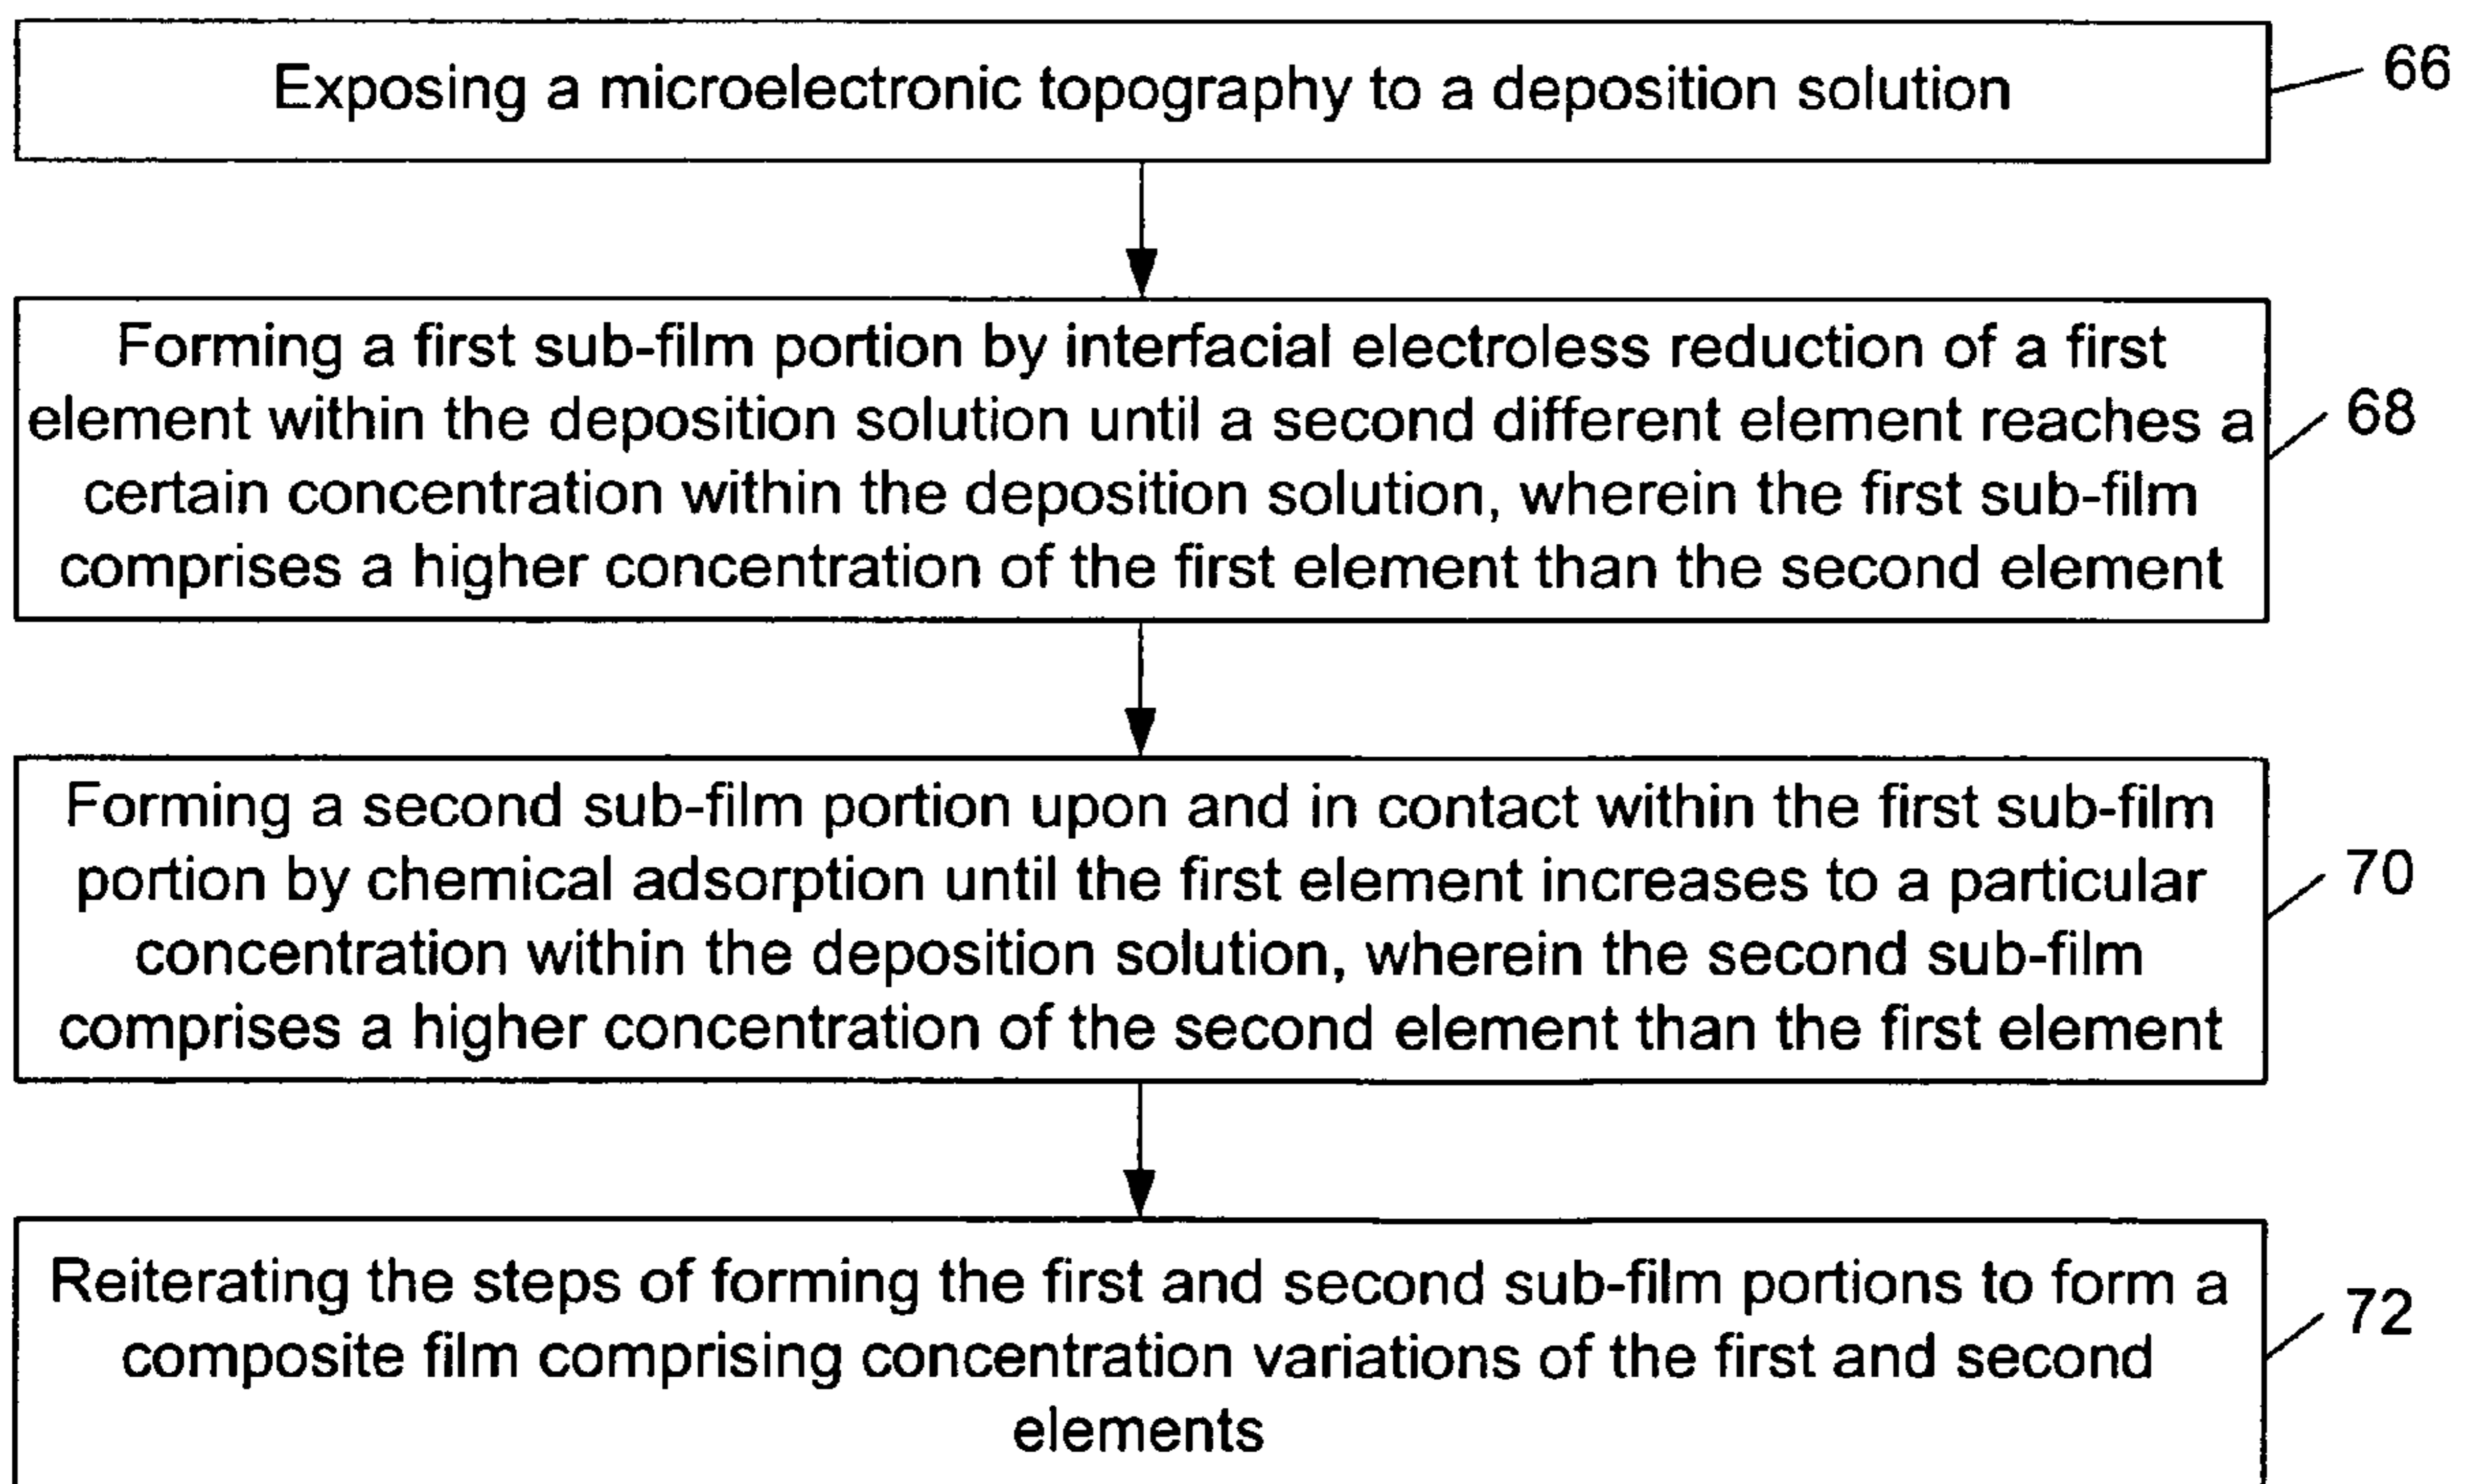 Exposing a microelectronic topography to a deposition solution
66
Forming a first sub-film portion by interfacial electroless reduction of a first
element within the deposition solution until a second different element reaches a
certain concentration within the deposition solution, wherein the first sub-film
comprises a higher concentration of the first element than the second element
68
Forming a second sub-film portion upon and in contact within the first sub-film
portion by chemical adsorption until the first element increases to a particular
concentration within the deposition solution, wherein the second sub-film
comprises a higher concentration of the second element than the first element
70
Reiterating the steps of forming the first and second sub-film portions to form a
composite film comprising concentration variations of the first and second
elements
72